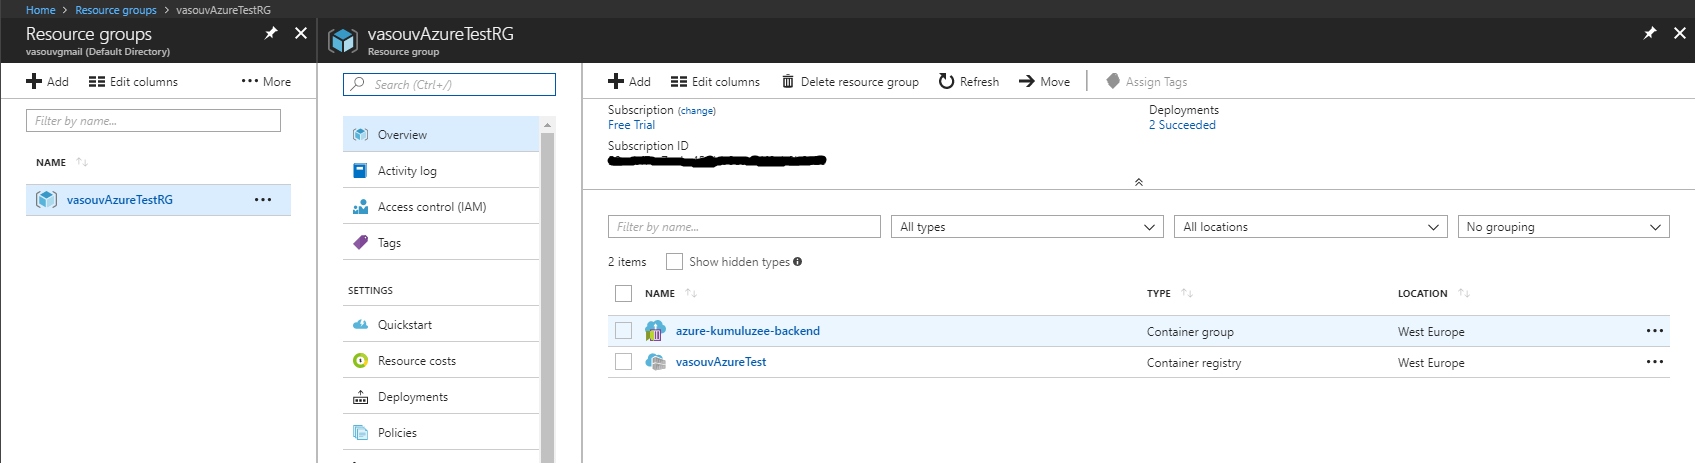 Home > Resource groups > vasouvAzureTestRG
Resource groups
vasouvgmail (Default Directory)
Add
Edit columns
More
Filter by name...
NAME
vasouvAzureTestRG
vasouvAzureTestRG
Resource group
Search (Ctrl+/)
Overview
Activity log
Access control (IAM)
Tags
SETTINGS
Quickstart
Resource costs
Deployments
Policies
Add
Edit columns
Delete resource group
Refresh
Move
Assign Tags
Subscription (change)
Free Trial
Subscription ID
Deployments
2 Succeeded
Filter by name...
All types
All locations
No grouping
2 items
Show hidden types
NAME
TYPE
LOCATION
azure-kumuluzee-backend
Container group
West Europe
vasouvAzureTest
Container registry
West Europe